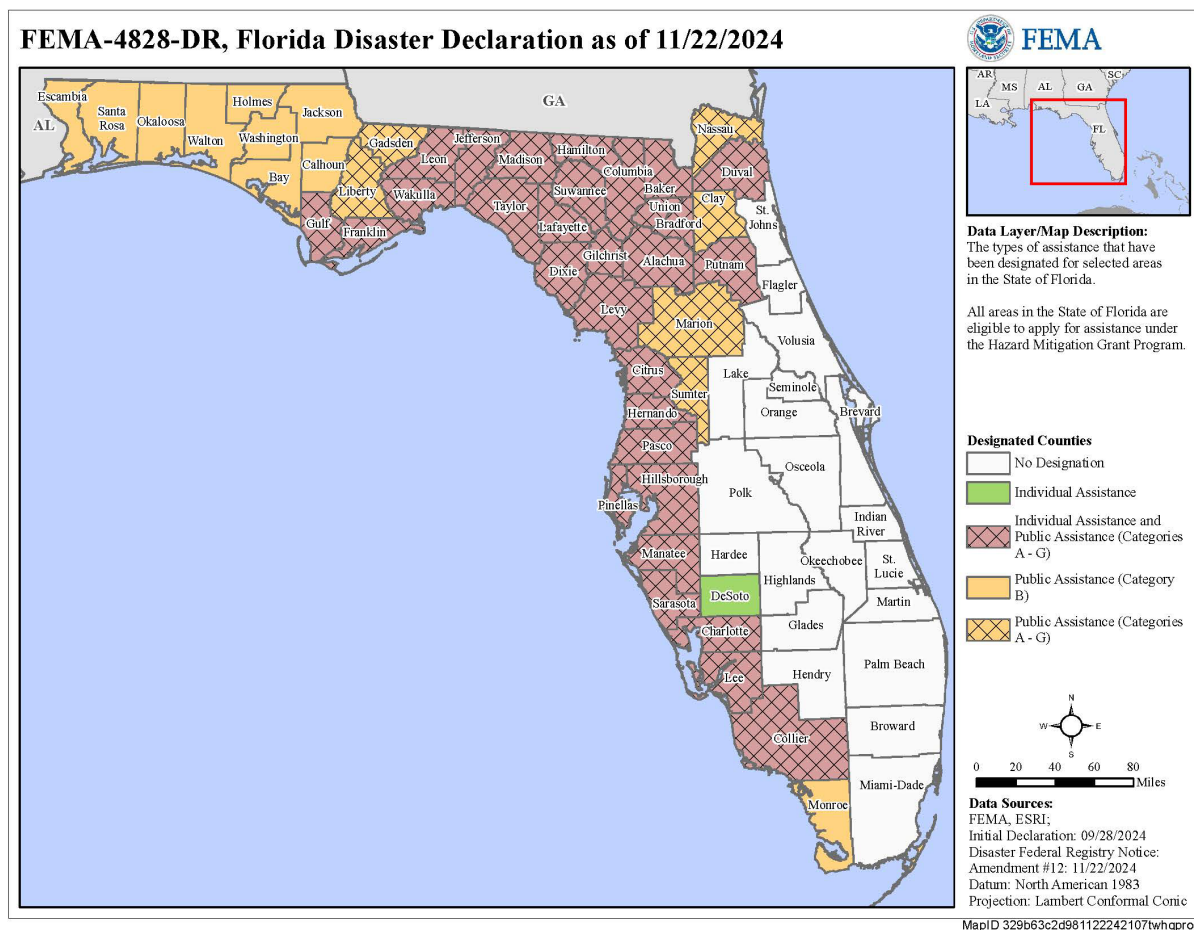 FEMA-4828-DR, Florida Disaster Declaration as of 11/22/2024
FEMA
AL
GA
Escambia
Santa
Rosa
Okaloosa
Walton
Holmes
Washington
Bay
Jackson
Calhoun
Gulf
Gadsden
Liberty
Franklin
Leon
Wakulla
Jefferson
Madison
Taylor
Hamilton
Suwannee
Lafayette
Dixie
Columbia
Gilchrist
Baker
Union
Bradford
Alachua
Levy
Nassau
Duval
Clay
St.
Johns
Putnam
Flagler
Marion
Volusia
Citrus
Sumter
Lake
Seminole
Orange
Brevard
Hernando
Pasco
Hillsborough
Pinellas
Polk
Osceola
Indian
River
Manatee
Hardee
Highlands
Okeechobee
St.
Lucie
Sarasota
DeSoto
Martin
Charlotte
Glades
Lee
Hendry
Palm Beach
Collier
Broward
Monroe
Miami-Dade
AR
MS
AL
GA
SC
LA
FL
Data Layer/Map Description:
The types of assistance that have
been designated for selected areas
in the State of Florida.
All areas in the State of Florida are
eligible to apply for assistance under
the Hazard Mitigation Grant Program.
Designated Counties
No Designation
Individual Assistance
Individual Assistance and
Public Assistance (Categories
A - G)
Public Assistance (Category
B)
Public Assistance (Categories
A - G)
N
W
E
S
0 20 40 60 80
Miles
Data Sources:
FEMA, ESRI;
Initial Declaration: 09/28/2024
Disaster Federal Registry Notice:
Amendment #12: 11/22/2024
Datum: North American 1983
Projection: Lambert Conformal Conic
MapID 329b63c2d981122242107twhqpro